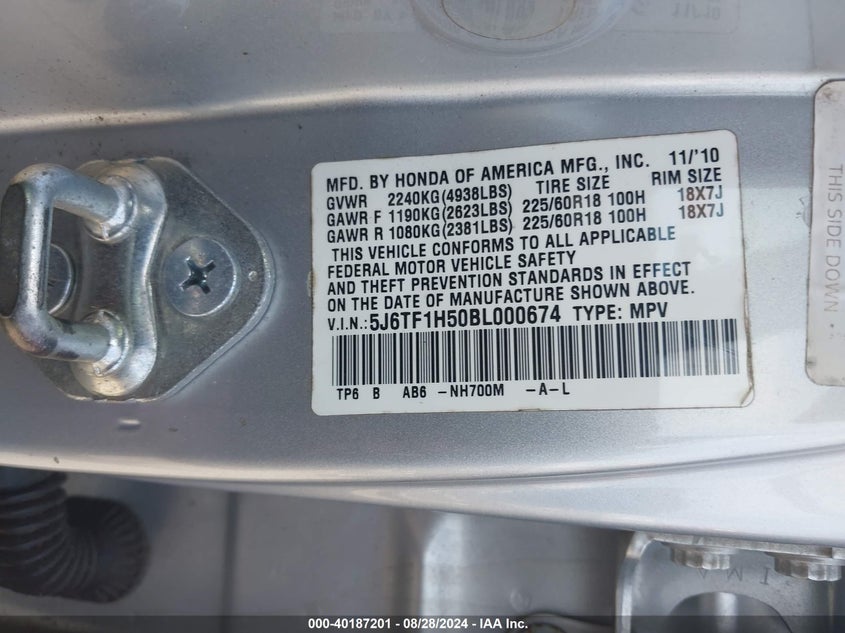 11/'10
MFD. BY HONDA OF AMERICA MFG., INC. 11/'10
GVWR 2240KG(4938LBS) TIRE SIZE RIM SIZE
GAWR F 1190KG(2623LBS) 225/60R18 100H 18X7J
GAWR R 1080KG(2381LBS) 225/60R18 100H 18X7J
THIS VEHICLE CONFORMS TO ALL APPLICABLE
FEDERAL MOTOR VEHICLE SAFETY
AND THEFT PREVENTION STANDARDS IN EFFECT
ON THE DATE OF MANUFACTURE SHOWN ABOVE.
V.I.N.: 5J6TF1H50BL000674 TYPE: MPV
TP6 B AB6 -NH700M -A-L
THIS SIDE DOWN
000-40187201 - 08/28/2024 - IAA Inc.